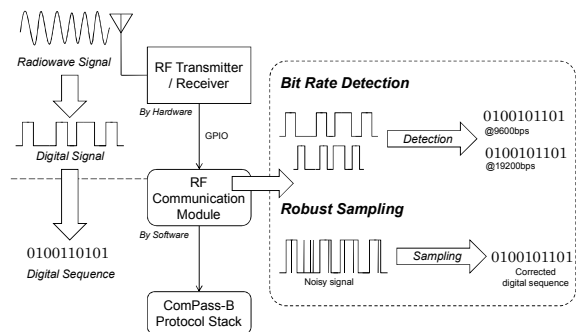 Radiowave Signal
Digital Signal
0100110101
Digital Sequence
RF Transmitter
/ Receiver
By Hardware
GPIO
RF
Communication
Module
By Software
ComPass-B
Protocol Stack
Bit Rate Detection
Detection
0100101101
@9600bps
0100101101
@19200bps
Robust Sampling
Noisy signal
Sampling
0100101101
Corrected
digital sequence